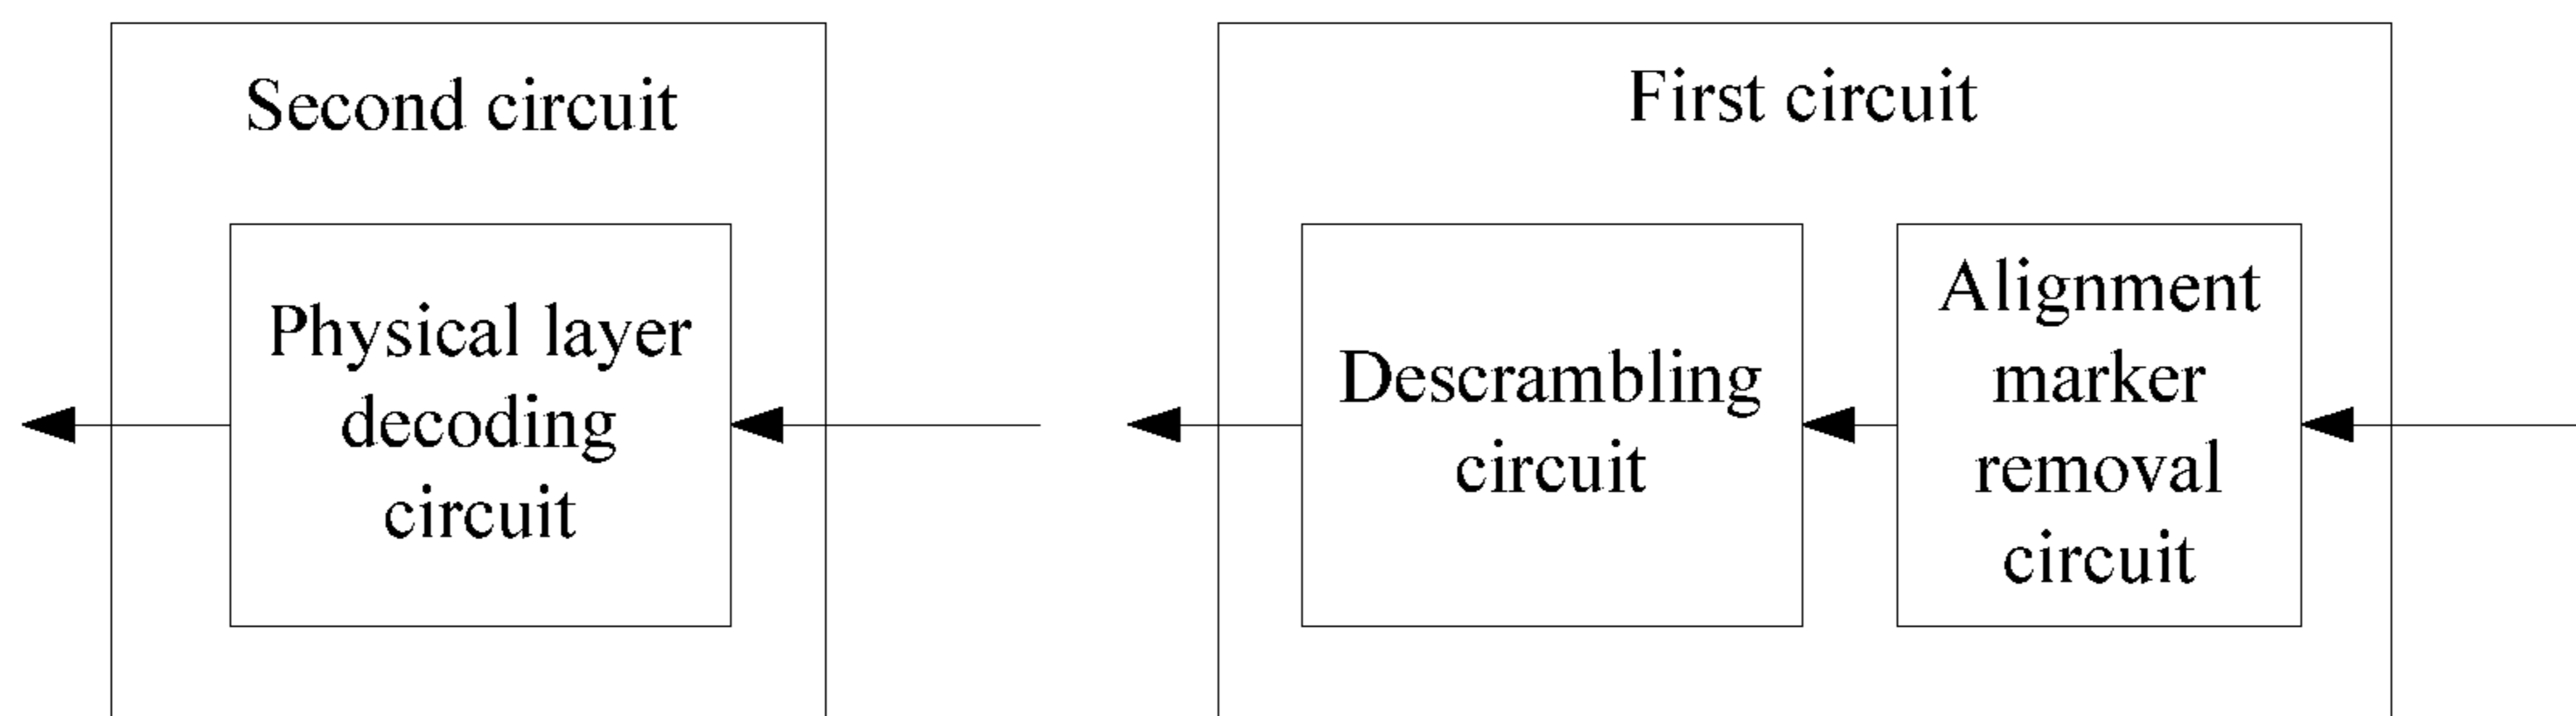 Second circuit
Physical layer
decoding
circuit
First circuit
Descrambling
circuit
Alignment
marker
removal
circuit